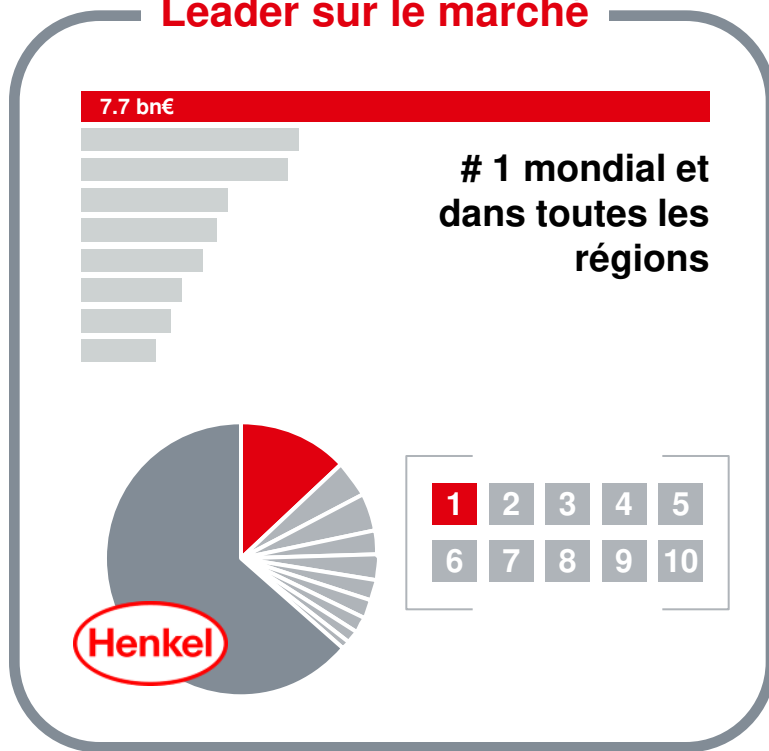 Leader sur le marche
7.7 bn€
# 1 mondial et
dans toutes les
régions
1 2 3 4 5
6 7 8 9 10
Henkel